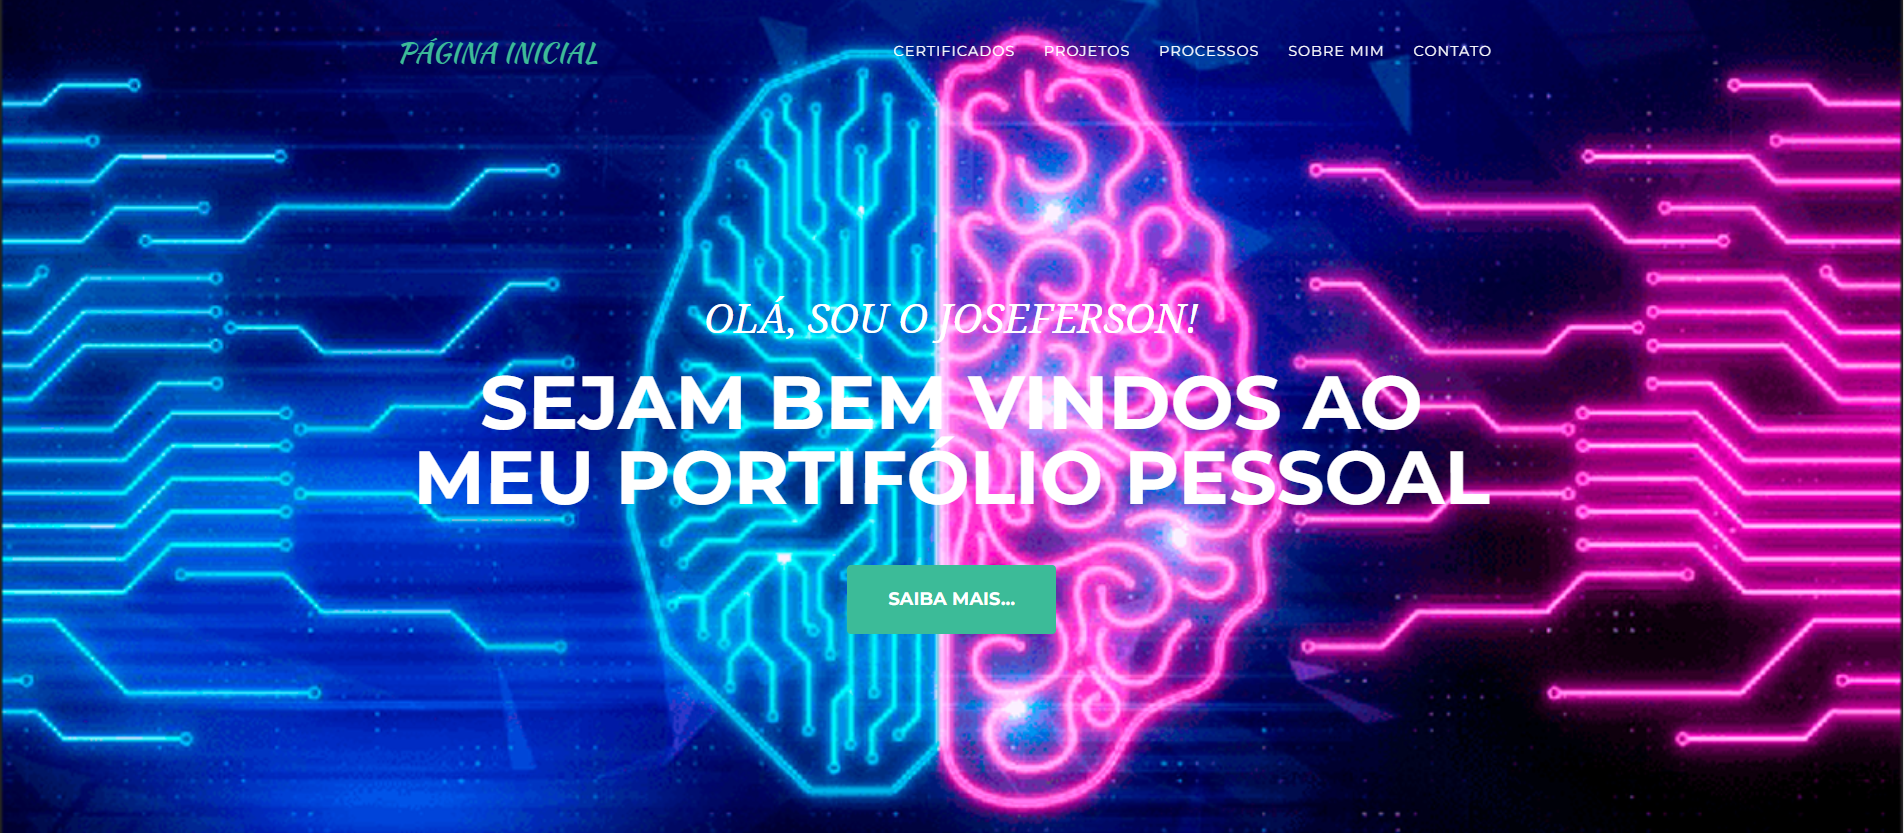 PÁGINA INICIAL
CERTIFICADOS PROJETOS PROCESSOS SOBRE MIM CONTATO
OLÁ, SOU O JOSEFERSON!
SEJAM BEM VINDOS AO
MEU PORTIFÓLIO PESSOAL
SAIBA MAIS...